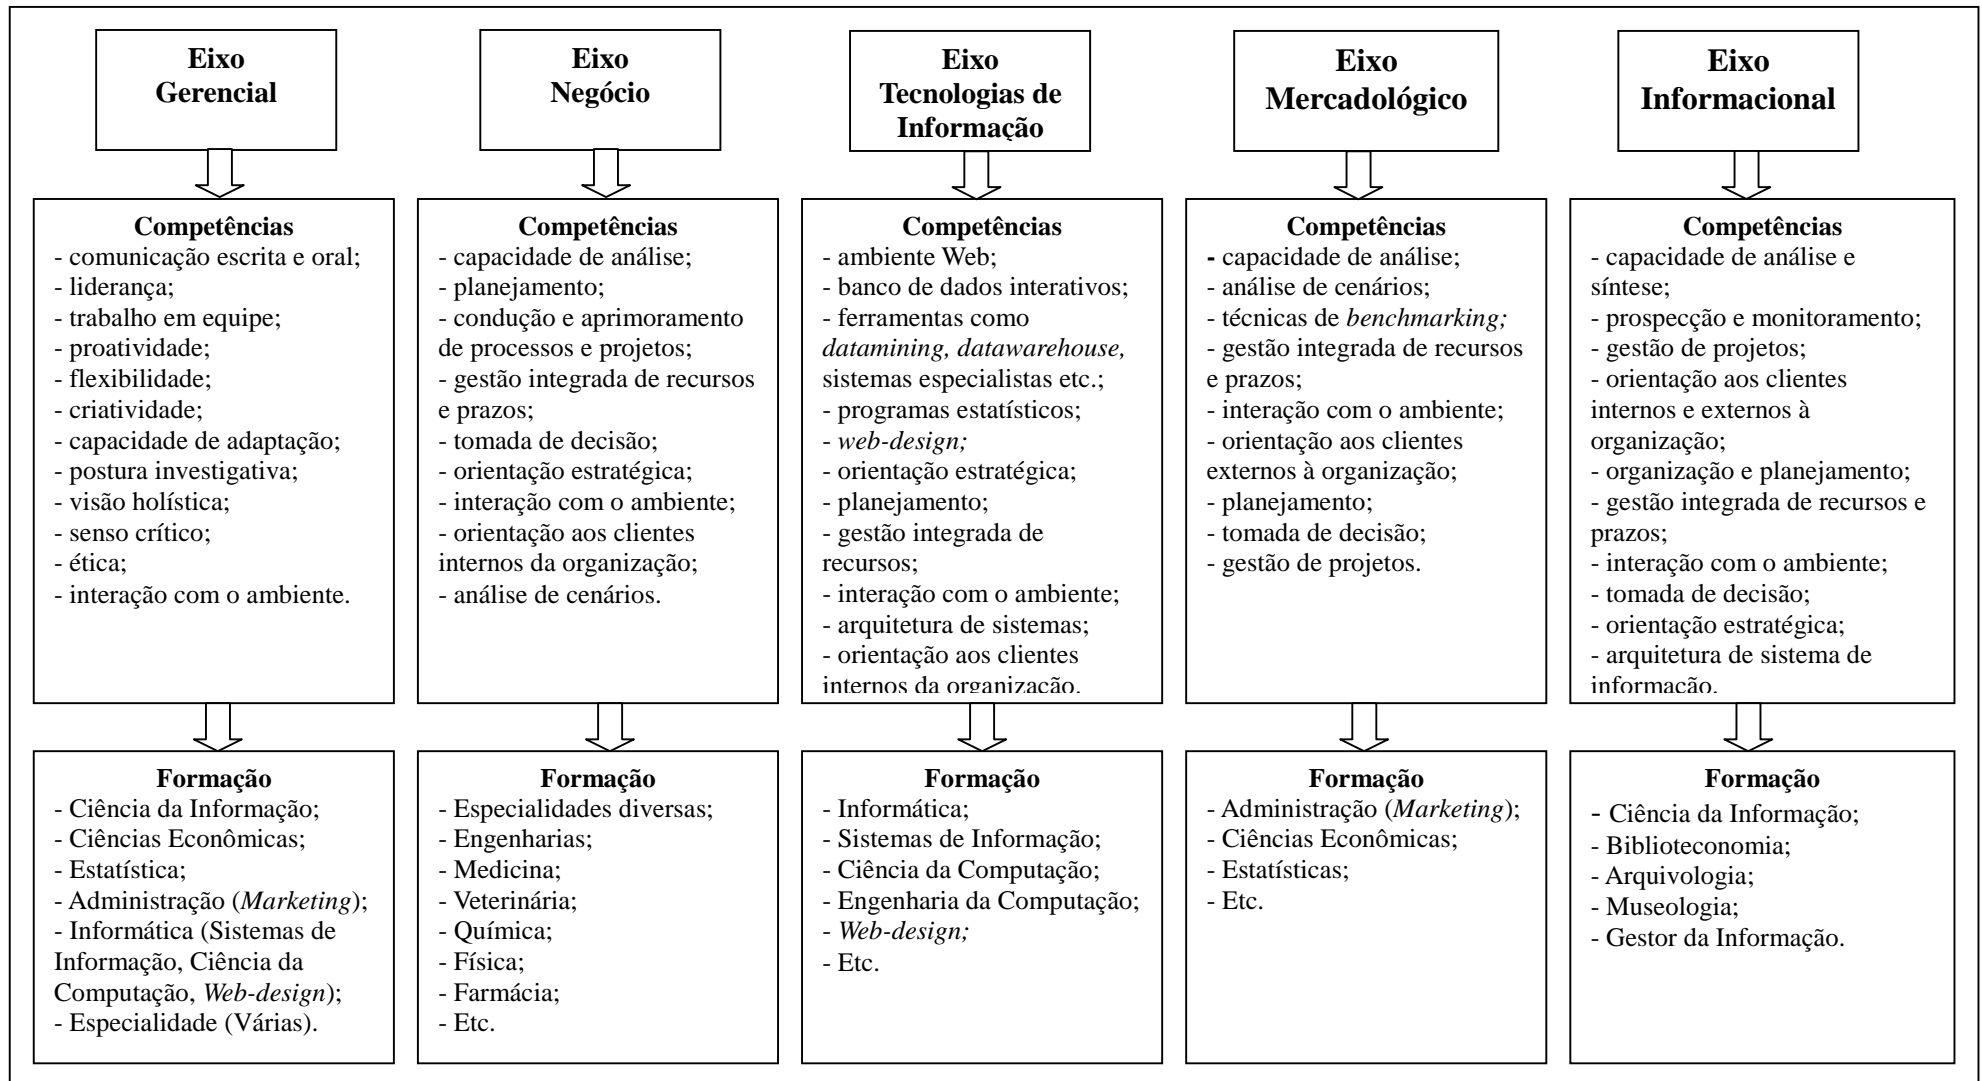 Eixo
Gerencial
Competências
- comunicação escrita e oral;
- liderança;
- trabalho em equipe;
- proatividade;
- flexibilidade;
- criatividade;
- capacidade de adaptação;
- postura investigativa;
- visão holística;
- senso crítico;
- ética;
- interação com o ambiente.
Formação
- Ciência da Informação;
- Ciências Econômicas;
- Estatística;
- Administração (Marketing);
- Informática (Sistemas de
Informação, Ciência da
Computação, Web-design);
- Especialidade (Várias).
Eixo
Negócio
Competências
- capacidade de análise;
- planejamento;
- condução e aprimoramento
de processos e projetos;
- gestão integrada de recursos
e prazos;
- tomada de decisão;
- orientação estratégica;
- interação com o ambiente;
- orientação aos clientes
internos da organização;
- análise de cenários.
Formação
- Especialidades diversas;
- Engenharias;
- Medicina;
- Veterinária;
- Química;
- Física;
- Farmácia;
- Etc.
Eixo
Tecnologias de
Informação
Competências
- ambiente Web;
- banco de dados interativos;
- ferramentas como
datamining, datawarehouse,
sistemas especialistas etc.;
- programas estatísticos;
- web-design;
- orientação estratégica;
- planejamento;
- gestão integrada de
recursos;
- interação com o ambiente;
- arquitetura de sistemas;
- orientação aos clientes
internos da organização.
Formação
- Informática;
- Sistemas de Informação;
- Ciência da Computação;
- Engenharia da Computação;
- Web-design;
- Etc.
Eixo
Mercadológico
Competências
- capacidade de análise;
- análise de cenários;
- técnicas de benchmarking;
- gestão integrada de recursos
e prazos;
- interação com o ambiente;
- orientação aos clientes
externos à organização;
- planejamento;
- tomada de decisão;
- gestão de projetos.
Formação
- Administração (Marketing);
- Ciências Econômicas;
- Estatísticas;
- Etc.
Eixo
Informacional
Competências
- capacidade de análise e
síntese;
- prospecção e monitoramento;
- gestão de projetos;
- orientação aos clientes
internos e externos à
organização;
- organização e planejamento;
- gestão integrada de recursos e
prazos;
- interação com o ambiente;
- tomada de decisão;
- orientação estratégica;
- arquitetura de sistema de
informação.
Formação
- Ciência da Informação;
- Biblioteconomia;
- Arquivologia;
- Museologia;
- Gestor da Informação.